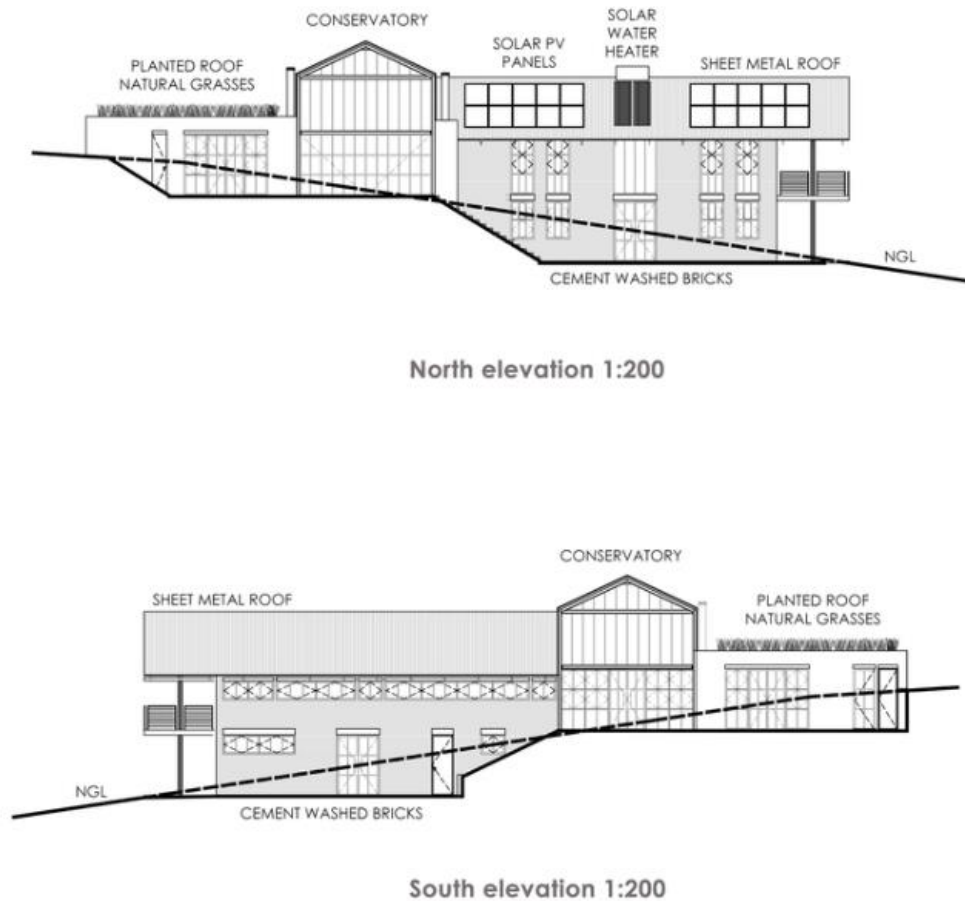 CONSERVATORY
PLANTED ROOF
NATURAL GRASSES
SOLAR PV
PANELS
SOLAR
WATER
HEATER
SHEET METAL ROOF
NGL
CEMENT WASHED BRICKS
North elevation 1:200
CONSERVATORY
SHEET METAL ROOF
PLANTED ROOF
NATURAL GRASSES
NGL
CEMENT WASHED BRICKS
South elevation 1:200